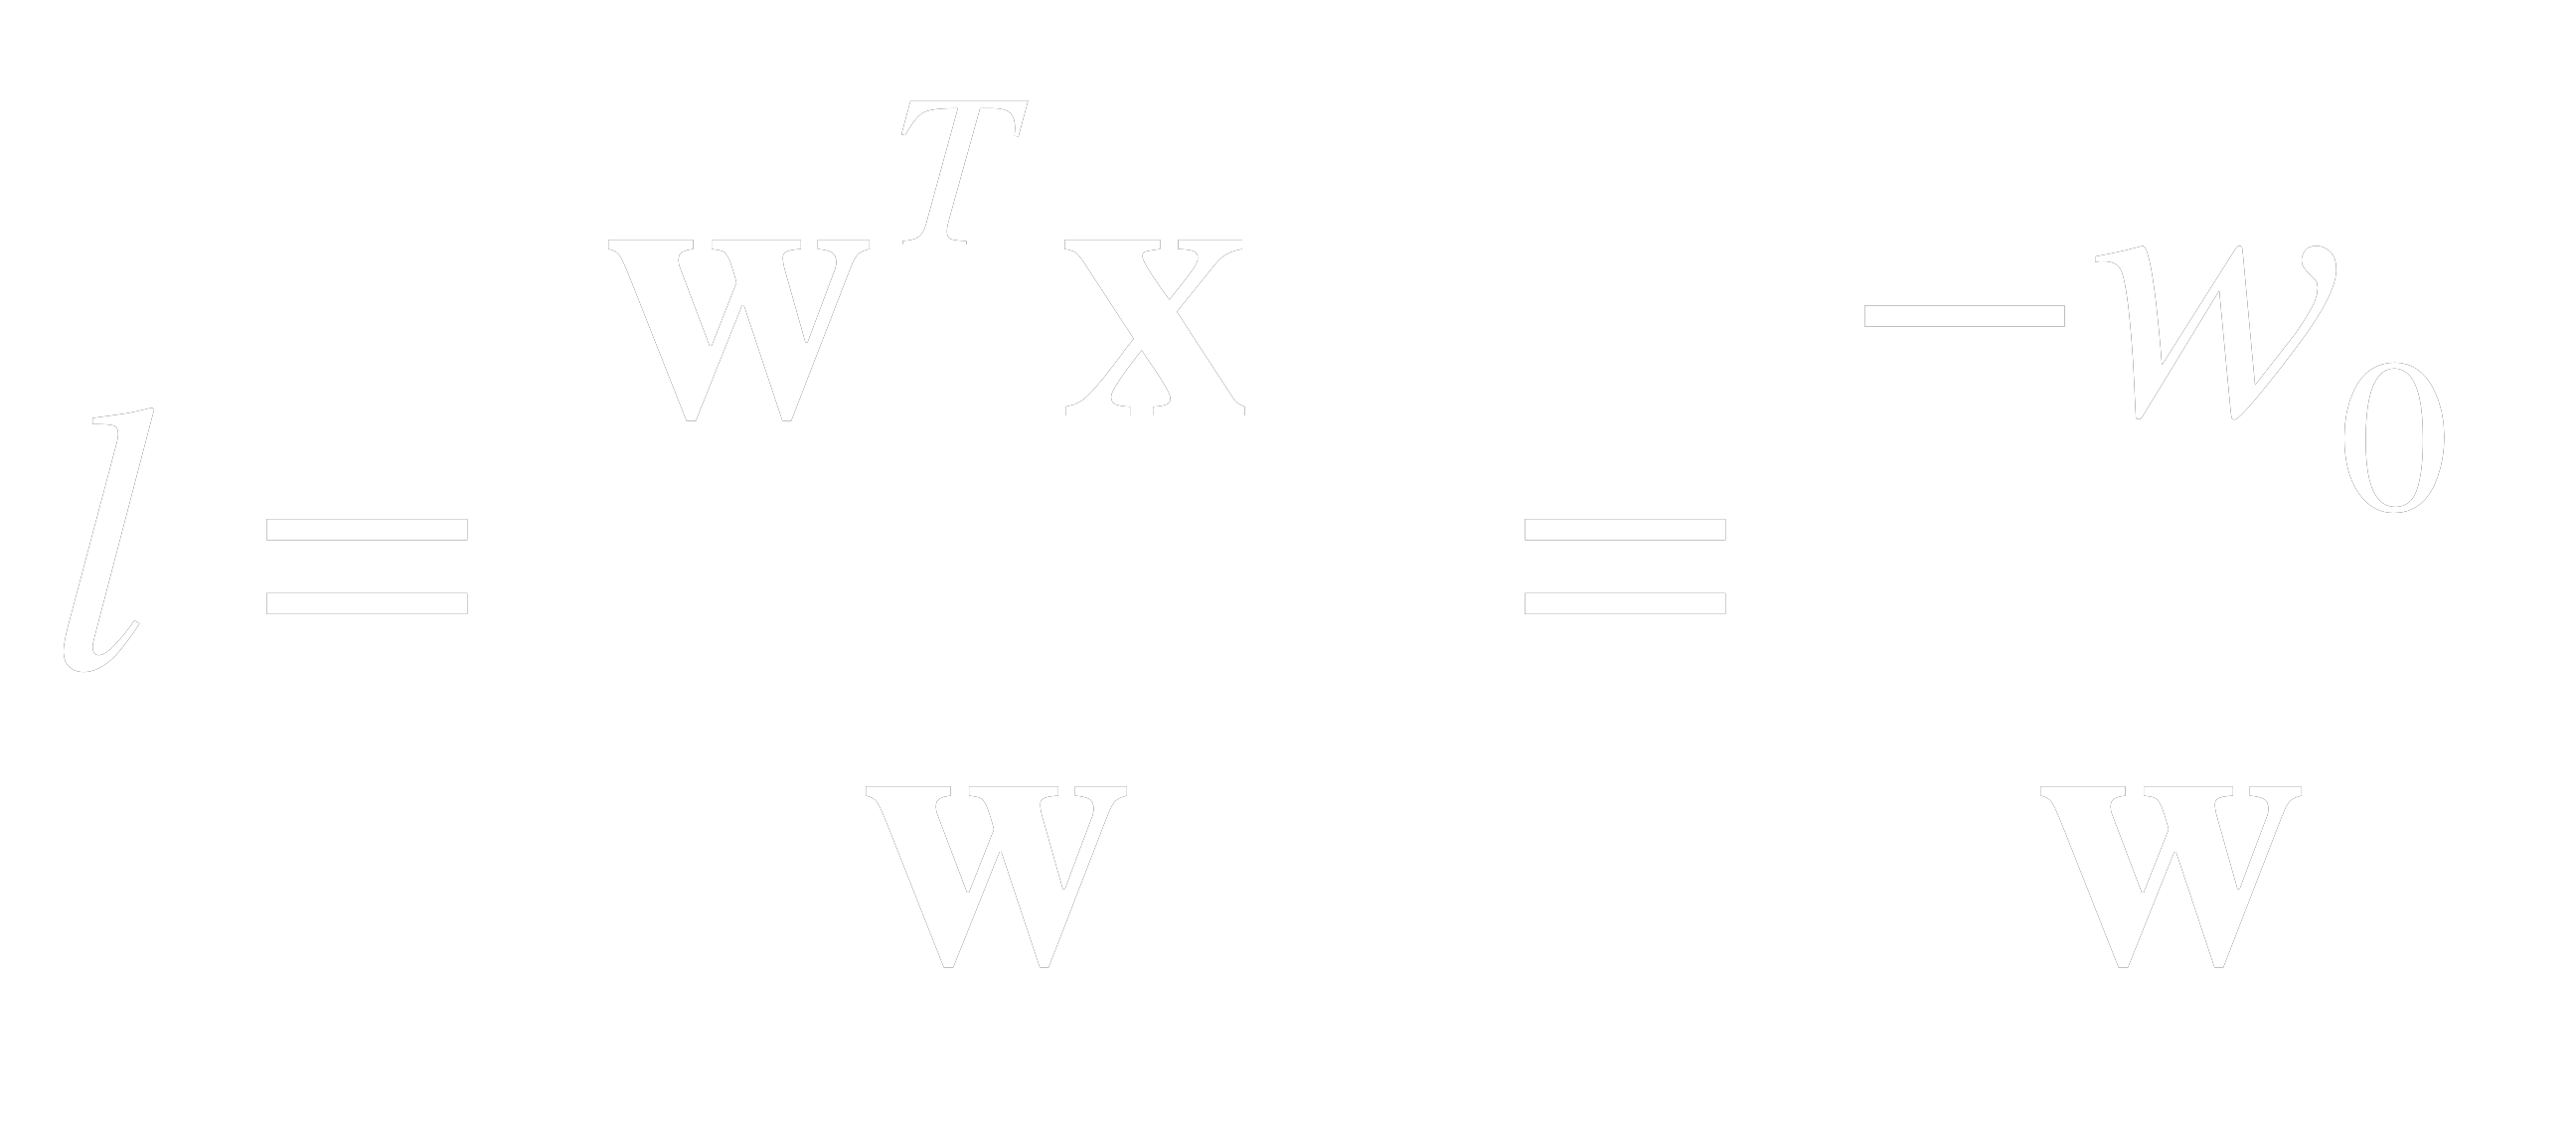 l = w^T x / w = -w_0 / w